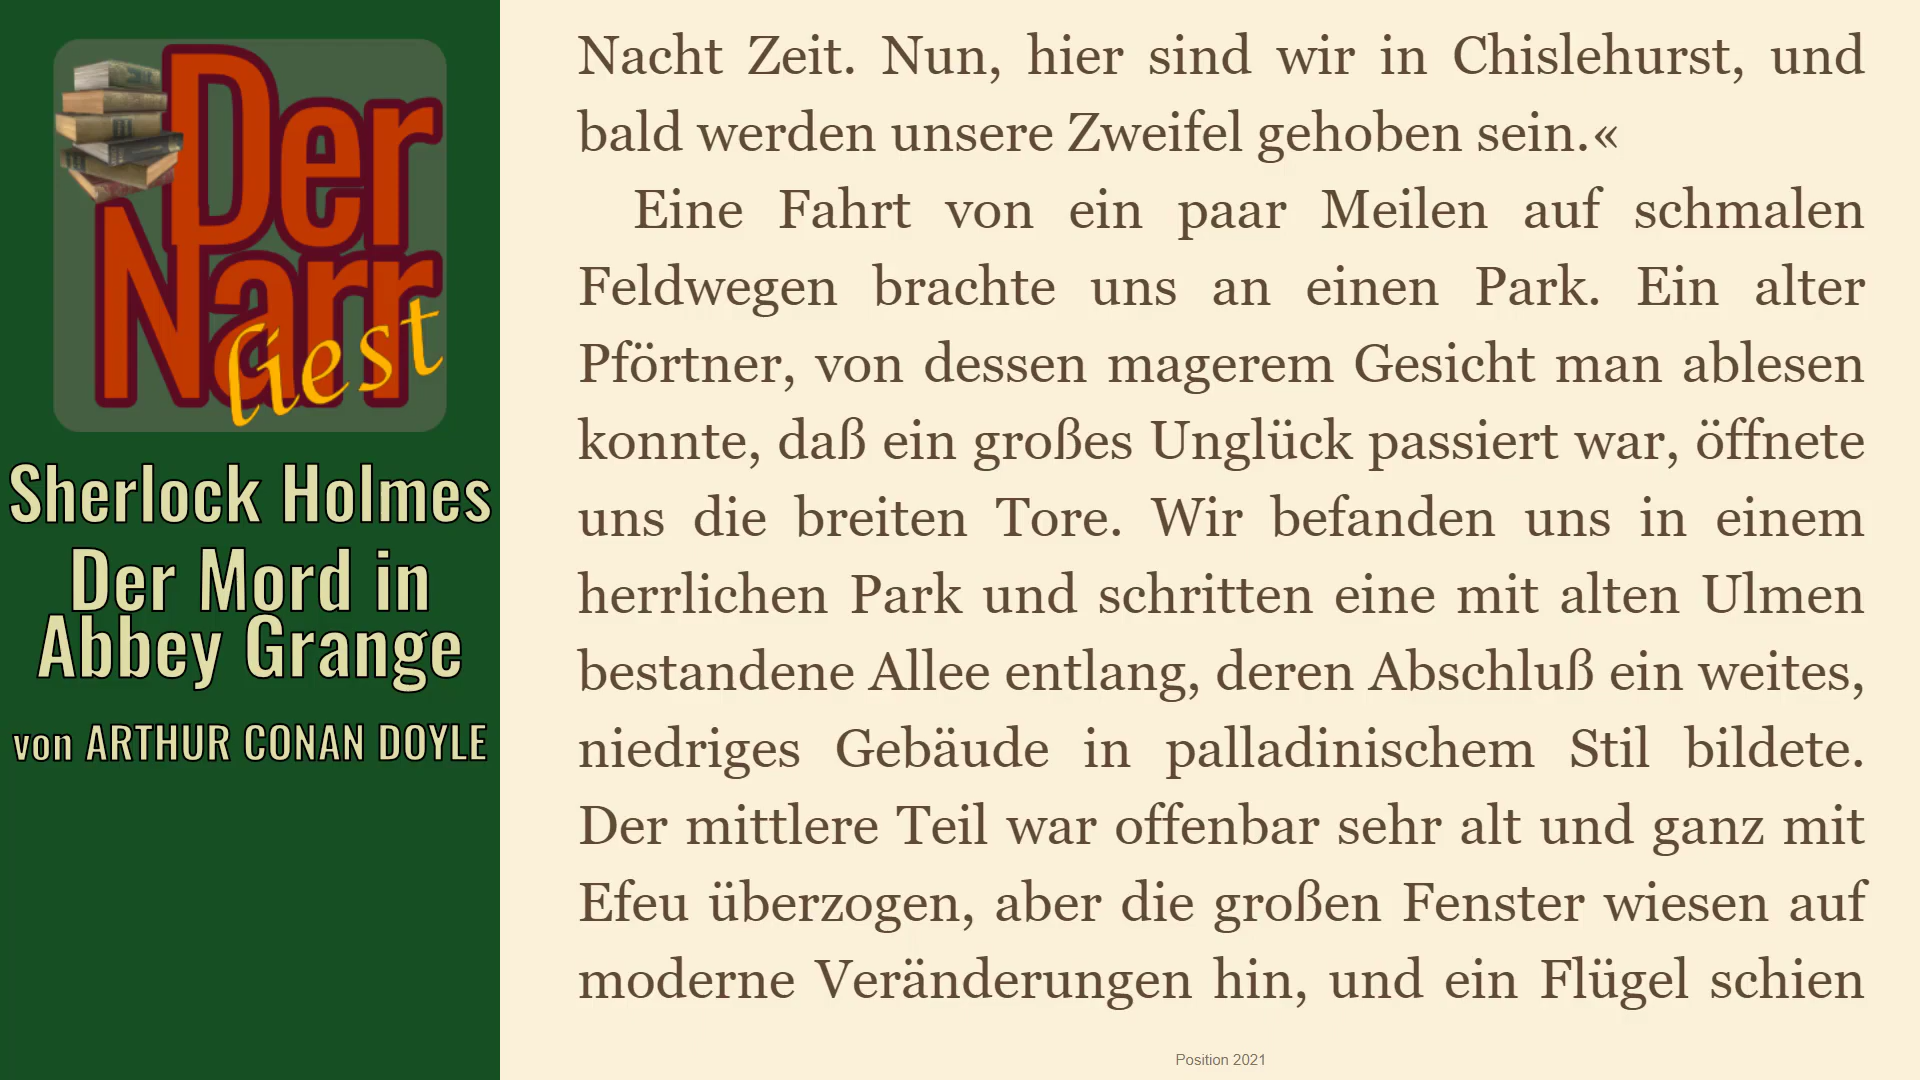 Der
Narr
liest
Sherlock Holmes
Der Mord in
Abbey Grange
von ARTHUR CONAN DOYLE
Nacht Zeit. Nun, hier sind wir in Chislehurst, und
bald werden unsere Zweifel gehoben sein.«
Eine Fahrt von ein paar Meilen auf schmalen
Feldwegen brachte uns an einen Park. Ein alter
Pförtner, von dessen magerem Gesicht man ablesen
konnte, daß ein großes Unglück passiert war, öffnete
uns die breiten Tore. Wir befanden uns in einem
herrlichen Park und schritten eine mit alten Ulmen
bestandene Allee entlang, deren Abschluß ein weites,
niedriges Gebäude in palladinischem Stil bildete.
Der mittlere Teil war offenbar sehr alt und ganz mit
Efeu überzogen, aber die großen Fenster wiesen auf
moderne Veränderungen hin, und ein Flügel schien
Position 2021